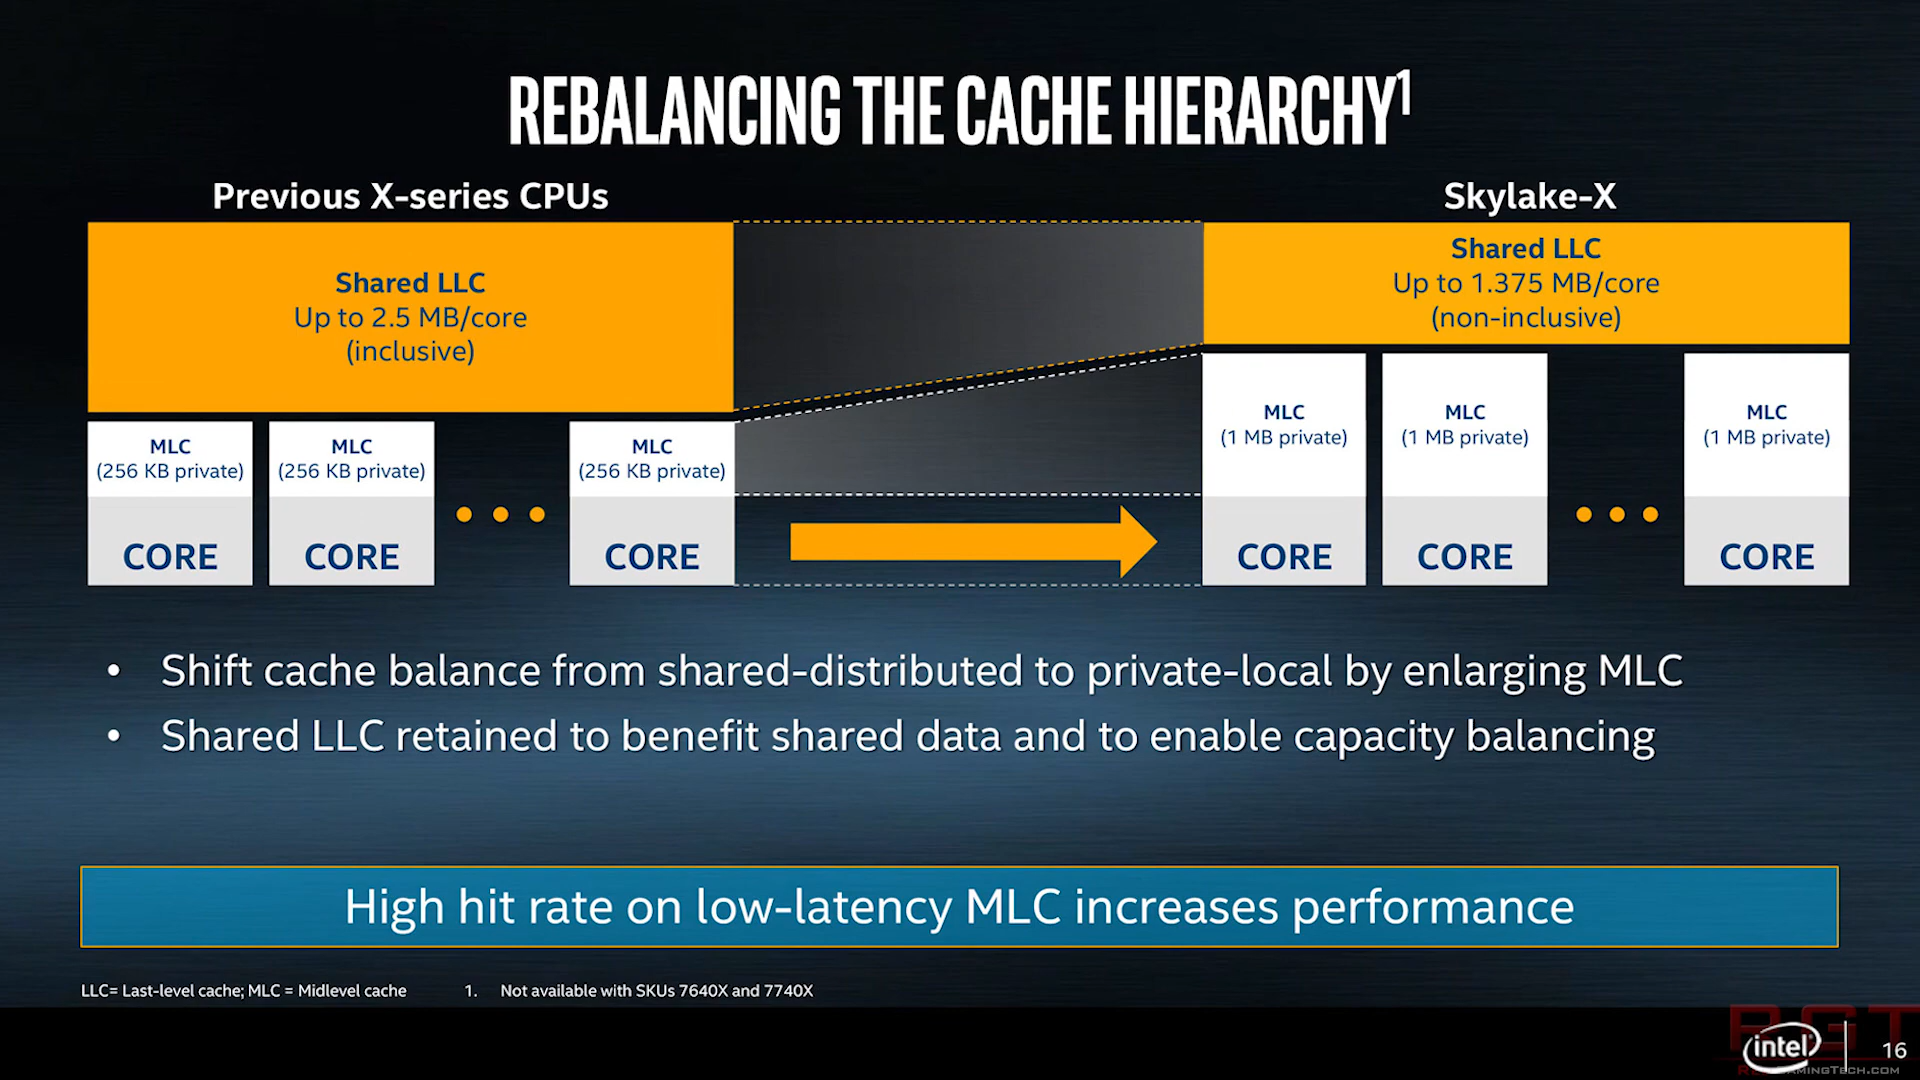 REBALANCING THE CACHE HIERARCHY¹
Previous X-series CPUs
Skylake-X
Shared LLC
Up to 2.5 MB/core
(inclusive)
Shared LLC
Up to 1.375 MB/core
(non-inclusive)
MLC
(256 KB private)
CORE
MLC
(256 KB private)
CORE
MLC
(256 KB private)
CORE
MLC
(1 MB private)
CORE
MLC
(1 MB private)
CORE
MLC
(1 MB private)
CORE
• Shift cache balance from shared-distributed to private-local by enlarging MLC
• Shared LLC retained to benefit shared data and to enable capacity balancing
High hit rate on low-latency MLC increases performance
LLC= Last-level cache; MLC = Midlevel cache
1. Not available with SKUs 7640X and 7740X
RGT
intel
16